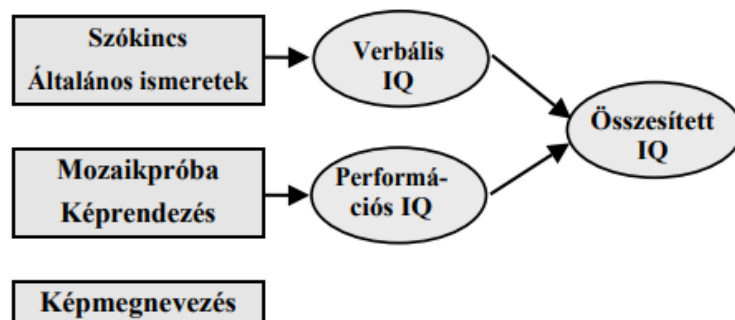 Szókincs
Általános ismeretek
Verbális
IQ
Összesített
IQ
Mozaikpróba
Képrendezés
Performá-
ciós IQ
Képmegnevezés